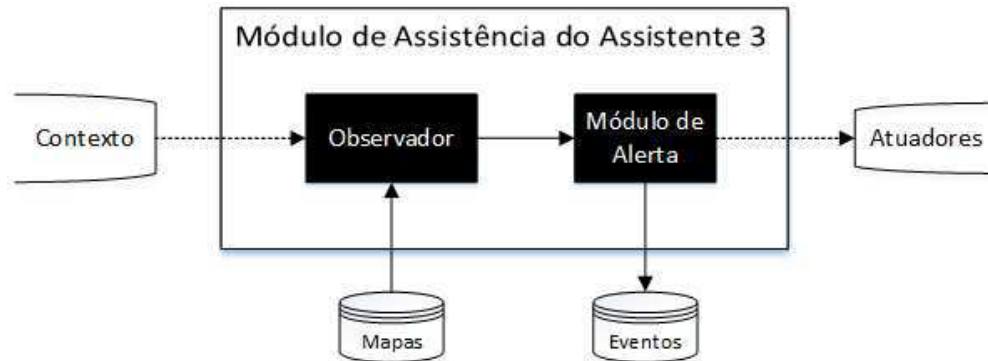 Módulo de Assistência do Assistente 3
Contexto
Observador
Módulo de
Alerta
Atuadores
Mapas
Eventos